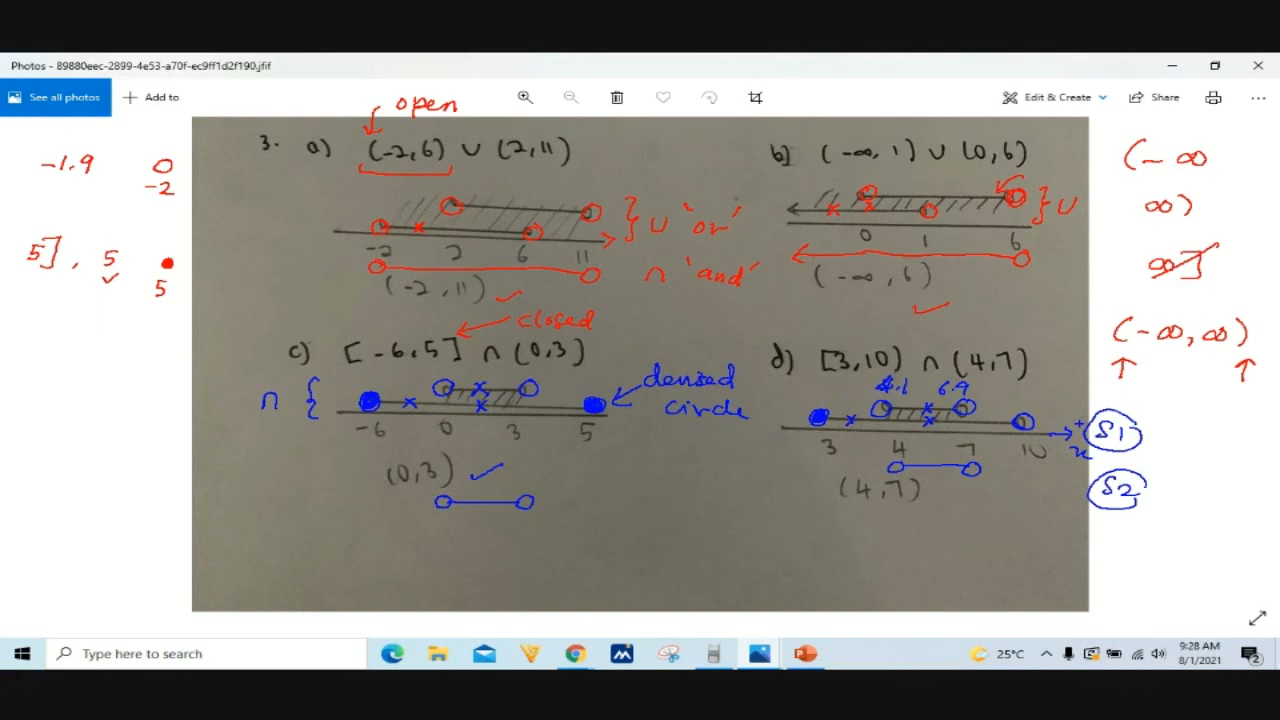 Photos - 89880eec-2899-4e53-a70f-ec9ff1d2f190.jfif
See all photos
Add to
Edit & Create
Share
open
3. a) (-2,6) ∪ (2,11)
b) (-∞, 1) ∪ (0,6)
(-∞
-1.9
0
-2
∞)
} ∪ 'or'
} ∪
-2 2 6 11
0 1 6
5], 5
5
∩ 'and'
∞]
(-2, 11)
(-∞, 6)
closed
(-∞, ∞)
c) [-6,5] ∩ (0,3)
d) [3,10) ∩ (4,7)
densed
circle
4.1 6.9
∩ {
-6 0 3 5
3 4 7 10
+
x
S1
(0,3)
(4,7)
S2
Type here to search
25°C
9:28 AM
8/1/2021
2